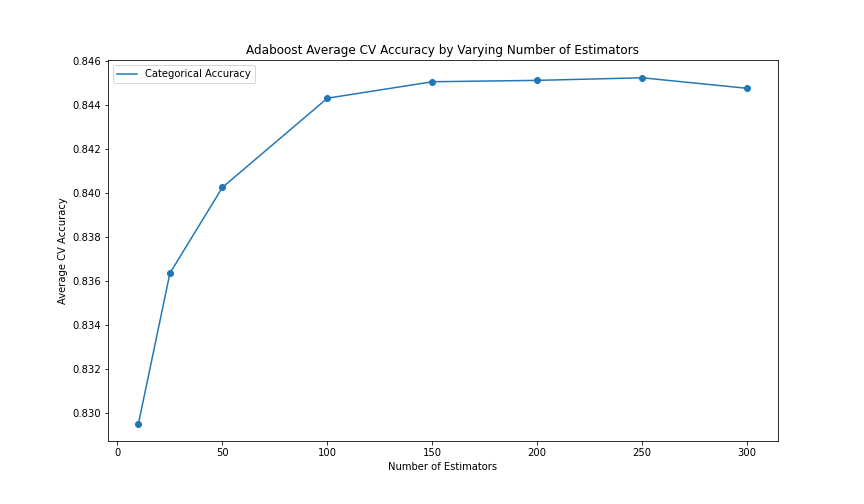 Adaboost Average CV Accuracy by Varying Number of Estimators
Categorical Accuracy
Average CV Accuracy
0.846
0.844
0.842
0.840
0.838
0.836
0.834
0.832
0.830
0 50 100 150 200 250 300
Number of Estimators